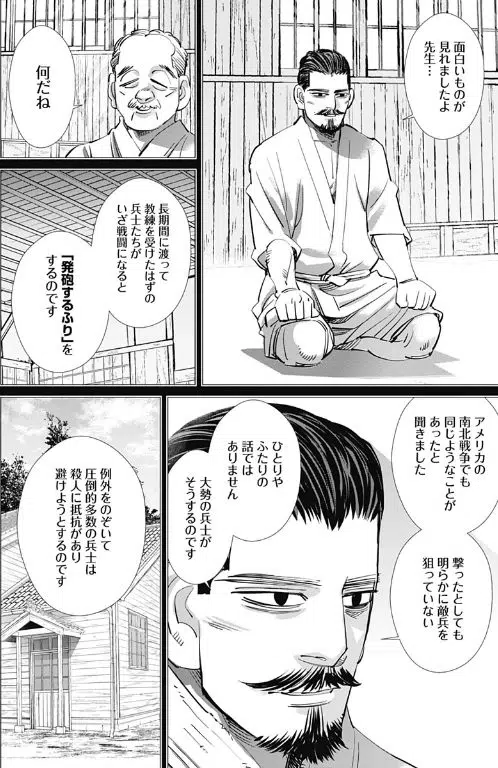 面白いものが
見れましたよ
先生…
何だね
長期間に渡って
教練を受けたはずの
兵士たちが
いざ戦闘になると
「発砲するふり」を
するのです
アメリカの
南北戦争でも
同じようなことが
あったと
聞きました
撃ったとしても
明らかに敵兵を
狙っていない
ひとりや
ふたりの
話では
ありません
大勢の兵士が
そうするのです
例外をのぞいて
圧倒的多数の兵士は
殺人に抵抗があり
避けようとするのです